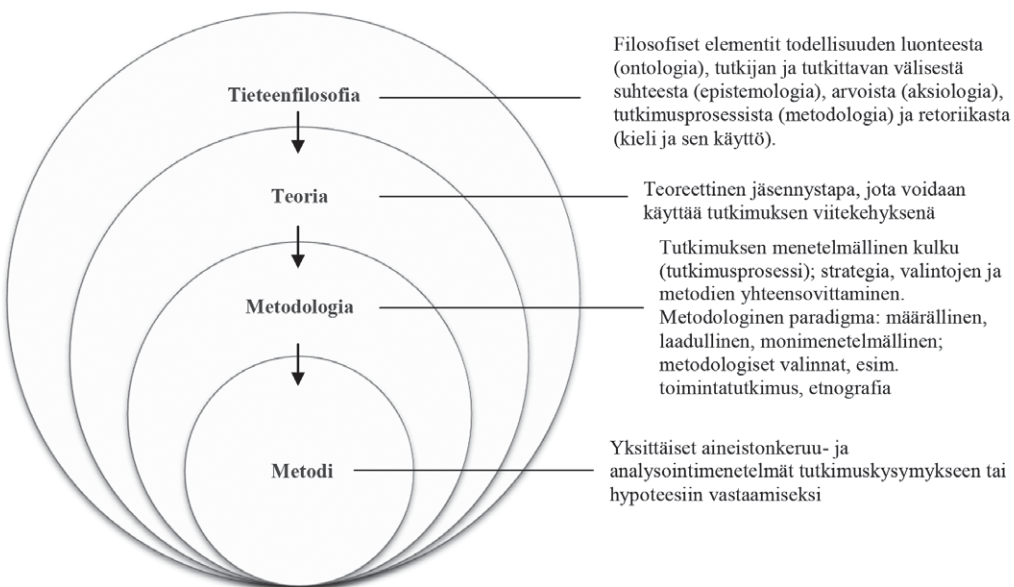 Tieteenfilosofia
Filosofiset elementit todellisuuden luonteesta
(ontologia), tutkijan ja tutkittavan välisestä
suhteesta (epistemologia), arvoista (aksiologia),
tutkimusprosessista (metodologia) ja retoriikasta
(kieli ja sen käyttö).
Teoria
Teoreettinen jäsennystapa, jota voidaan
käyttää tutkimuksen viitekehyksenä
Metodologia
Tutkimuksen menetelmällinen kulku
(tutkimusprosessi); strategia, valintojen ja
metodien yhteensovittaminen.
Metodologinen paradigma: määrällinen,
laadullinen, monimenetelmällinen;
metodologiset valinnat, esim.
toimintatutkimus, etnografia
Metodi
Yksittäiset aineistonkeruu- ja
analysointimenetelmät tutkimuskysymykseen tai
hypoteesiin vastaamiseksi